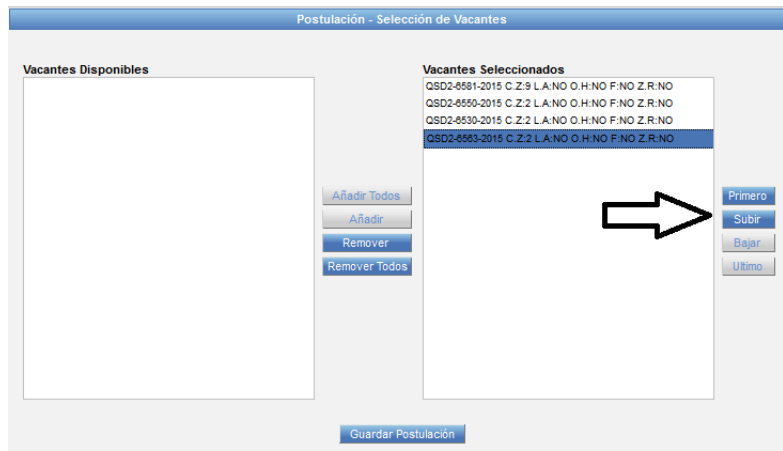 Postulación - Selección de Vacantes
Vacantes Disponibles
Vacantes Seleccionados
QSD2-6581-2015 C.Z:9 L.A:NO O.H:NO F:NO Z.R:NO
QSD2-6550-2015 C.Z:2 L.A:NO O.H:NO F:NO Z.R:NO
QSD2-6530-2015 C.Z:2 L.A:NO O.H:NO F:NO Z.R:NO
QSD2-6563-2015 C.Z:2 L.A:NO O.H:NO F:NO Z.R:NO
Añadir Todos
Añadir
Remover
Remover Todos
Primero
Subir
Bajar
Ultimo
Guardar Postulación